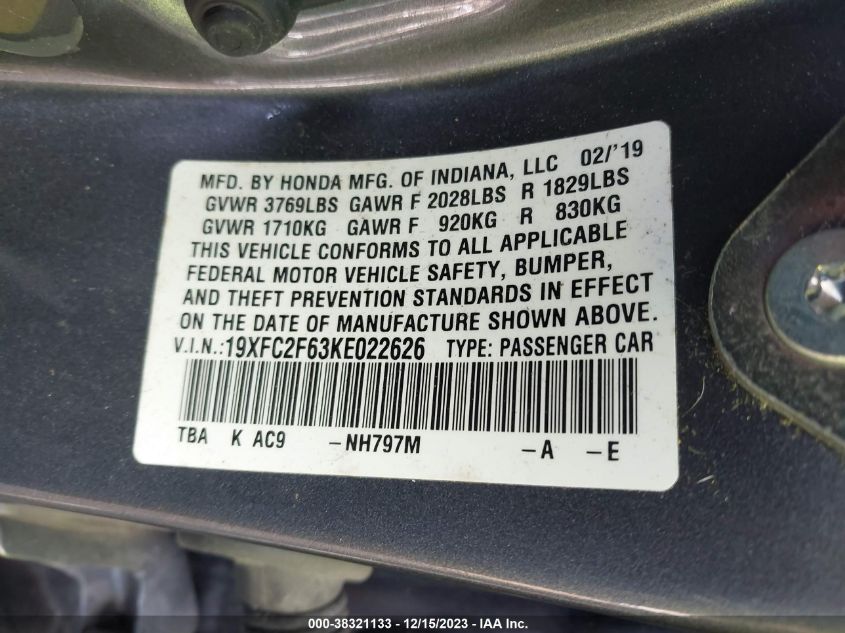 MFD. BY HONDA MFG. OF INDIANA, LLC 02/'19
GVWR 3769LBS GAWR F 2028LBS R 1829LBS
GVWR 1710KG GAWR F 920KG R 830KG
THIS VEHICLE CONFORMS TO ALL APPLICABLE
FEDERAL MOTOR VEHICLE SAFETY, BUMPER,
AND THEFT PREVENTION STANDARDS IN EFFECT
ON THE DATE OF MANUFACTURE SHOWN ABOVE.
V.I.N.:19XFC2F63KE022626 TYPE: PASSENGER CAR
TBA K AC9 -NH797M -A -E
000-38321133 - 12/15/2023 - IAA Inc.